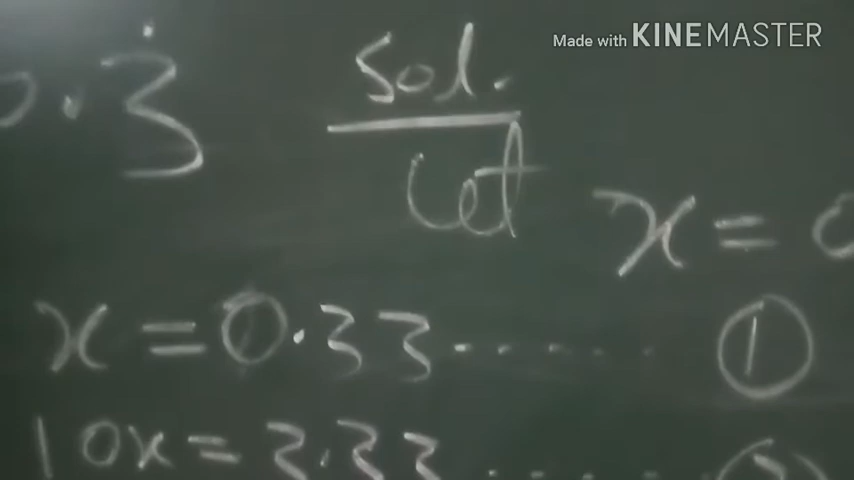 Made with KINEMASTER
0.3̇ Sol.
Let
x = 0
x = 0.33 ...... ①
10x = 3.33 ......